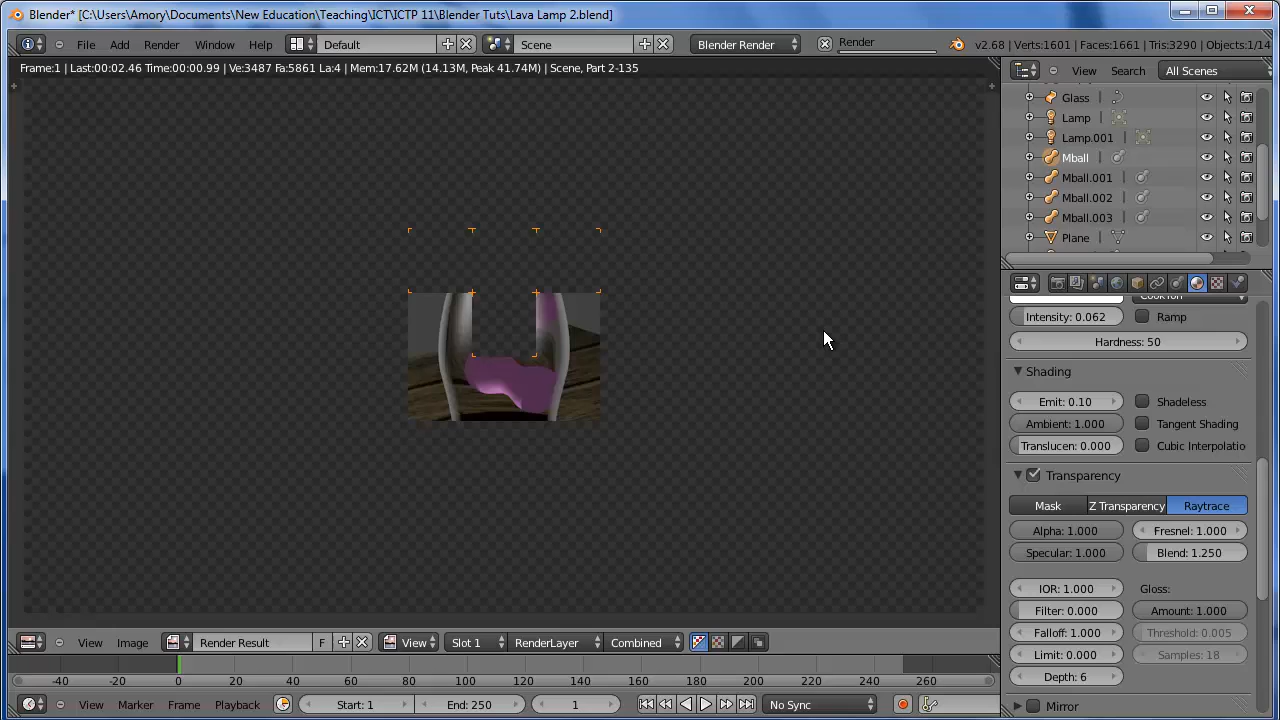 Blender* [C:\Users\Amory\Documents\New Education\Teaching\ICT\ICTP 11\Blender Tuts\Lava Lamp 2.blend]
File Add Render Window Help Default Scene Blender Render Render v2.68 | Verts:1601 | Faces:1661 | Tris:3290 | Objects:1/14
Frame:1 | Last:00:02.46 Time:00:00.99 | Ve:3487 Fa:5861 La:4 | Mem:17.62M (14.13M, Peak 41.74M) | Scene, Part 2-135
View Search All Scenes
Glass
Lamp
Lamp.001
Mball
Mball.001
Mball.002
Mball.003
Plane
CookTorr
Intensity: 0.062 Ramp
Hardness: 50
Shading
Emit: 0.10 Shadeless
Ambient: 1.000 Tangent Shading
Translucen: 0.000 Cubic Interpolatio
Transparency
Mask Z Transparency Raytrace
Alpha: 1.000 Fresnel: 1.000
Specular: 1.000 Blend: 1.250
IOR: 1.000 Gloss:
Filter: 0.000 Amount: 1.000
Falloff: 1.000 Threshold: 0.005
Limit: 0.000 Samples: 18
Depth: 6
Mirror
View Image Render Result F View Slot 1 RenderLayer Combined
-40 -20 0 20 40 60 80 100 120 140 160 180 200 220 240 260
View Marker Frame Playback Start: 1 End: 250 1 No Sync